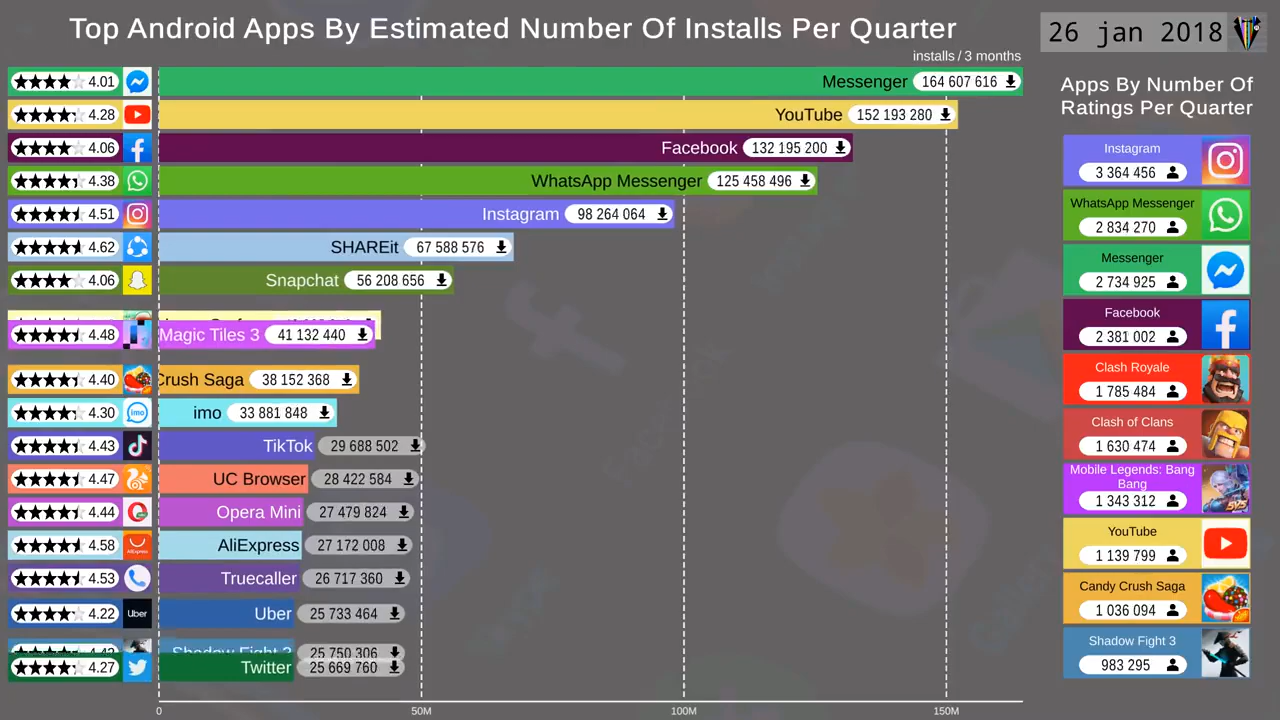 Top Android Apps By Estimated Number Of Installs Per Quarter
26 jan 2018
installs / 3 months
4.01 Messenger 164 607 616
4.28 YouTube 152 193 280
4.06 Facebook 132 195 200
4.38 WhatsApp Messenger 125 458 496
4.51 Instagram 98 264 064
4.62 SHAREit 67 588 576
4.06 Snapchat 56 208 656
4.48 Magic Tiles 3 41 132 440
4.40 Crush Saga 38 152 368
4.30 imo imo 33 881 848
4.43 TikTok 29 688 502
4.47 UC Browser 28 422 584
4.44 Opera Mini 27 479 824
4.58 AliExpress AliExpress 27 172 008
4.53 Truecaller 26 717 360
4.22 Uber Uber 25 733 464
Shadow Fight 3 25 750 306
4.27 Twitter 25 669 760
0 50M 100M 150M
Apps By Number Of
Ratings Per Quarter
Instagram
3 364 456
WhatsApp Messenger
2 834 270
Messenger
2 734 925
Facebook
2 381 002
Clash Royale
1 785 484
Clash of Clans
1 630 474
Mobile Legends: Bang
Bang
1 343 312
YouTube
1 139 799
Candy Crush Saga
1 036 094
Shadow Fight 3
983 295